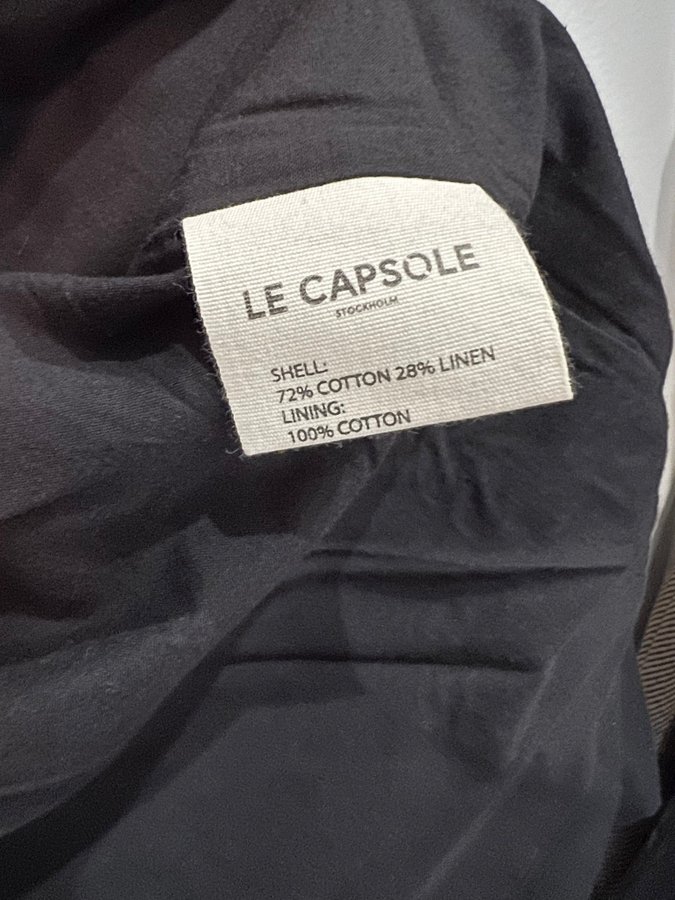 LE CAPSOLE
STOCKHOLM
SHELL:
72% COTTON 28% LINEN
LINING:
100% COTTON